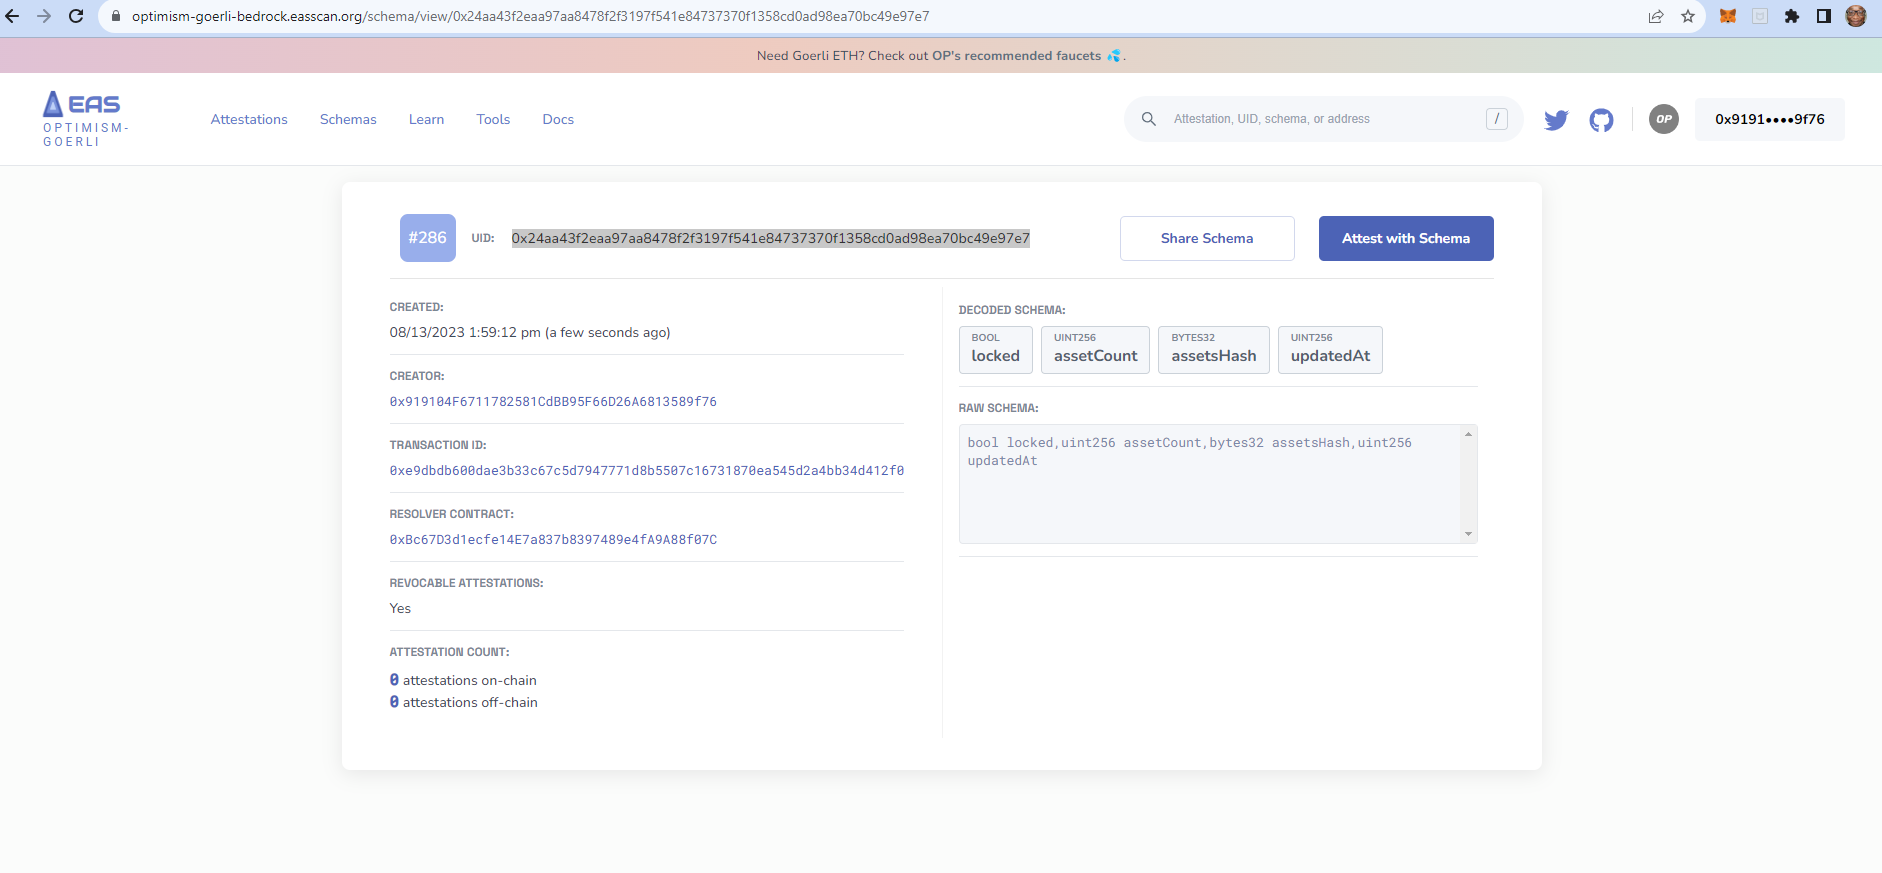 optimism-goerli-bedrock.easscan.org/schema/view/0x24aa43f2eaa97aa8478f2f3197f541e84737370f1358cd0ad98ea70bc49e97e7
Need Goerli ETH? Check out OP's recommended faucets 💦.
EAS
OPTIMISM-
GOERLI
Attestations
Schemas
Learn
Tools
Docs
Attestation, UID, schema, or address
/
OP
0x9191••••9f76
#286
UID:
0x24aa43f2eaa97aa8478f2f3197f541e84737370f1358cd0ad98ea70bc49e97e7
Share Schema
Attest with Schema
CREATED:
08/13/2023 1:59:12 pm (a few seconds ago)
CREATOR:
0x919104F6711782581CdBB95F66D26A6813589f76
TRANSACTION ID:
0xe9dbdb600dae3b33c67c5d7947771d8b5507c16731870ea545d2a4bb34d412f0
RESOLVER CONTRACT:
0xBc67D3d1ecfe14E7a837b8397489e4fA9A88f07C
REVOCABLE ATTESTATIONS:
Yes
ATTESTATION COUNT:
0 attestations on-chain
0 attestations off-chain
DECODED SCHEMA:
BOOL
locked
UINT256
assetCount
BYTES32
assetsHash
UINT256
updatedAt
RAW SCHEMA:
bool locked,uint256 assetCount,bytes32 assetsHash,uint256
updatedAt